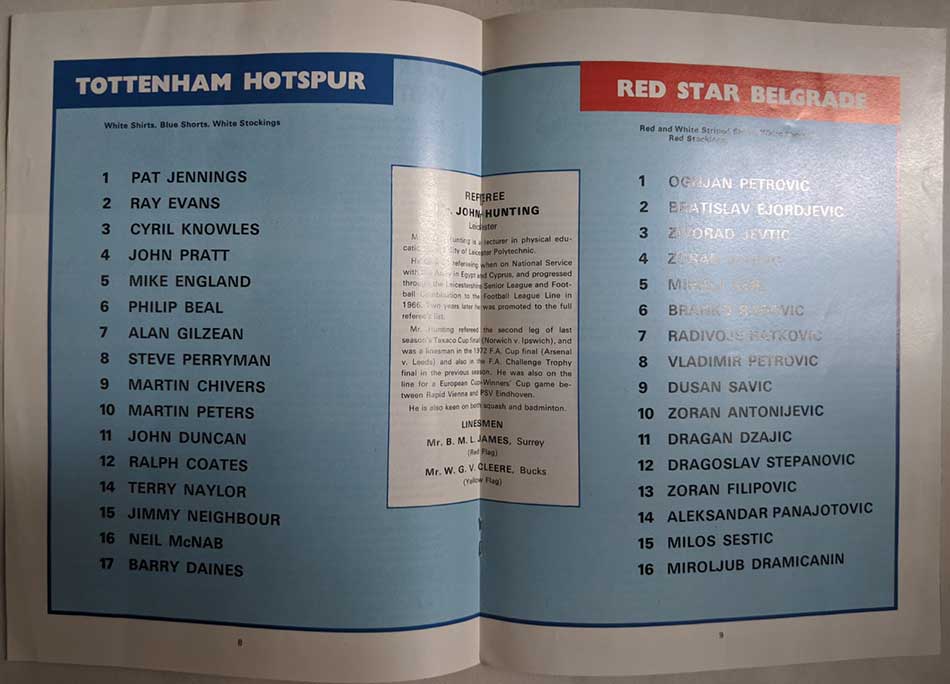 TOTTENHAM HOTSPUR
White Shirts, Blue Shorts, White Stockings
1 PAT JENNINGS
2 RAY EVANS
3 CYRIL KNOWLES
4 JOHN PRATT
5 MIKE ENGLAND
6 PHILIP BEAL
7 ALAN GILZEAN
8 STEVE PERRYMAN
9 MARTIN CHIVERS
10 MARTIN PETERS
11 JOHN DUNCAN
12 RALPH COATES
14 TERRY NAYLOR
15 JIMMY NEIGHBOUR
16 NEIL McNAB
17 BARRY DAINES
8
REFEREE
JOHN HUNTING
Leicester
Mr. Hunting is a lecturer in physical edu-
cation City of Leicester Polytechnic.
He refereeing when on National Service
with the Army in Egypt and Cyprus, and progressed
through the Leicestershire Senior League and Foot-
ball Combination to the Football League Line in
1966. Two years later he was promoted to the full
referee's list.
Mr. Hunting refereed the second leg of last
season's Texaco Cup final (Norwich v. Ipswich), and
was a linesman in the 1972 F.A. Cup final (Arsenal
v. Leeds) and also in the F.A. Challenge Trophy
final in the previous season. He was also on the
line for a European Cup-Winners' Cup game be-
tween Rapid Vienna and PSV Eindhoven.
He is also keen on both squash and badminton.
LINESMEN
Mr. B. M. L. JAMES, Surrey
(Red Flag)
Mr. W. G. V. CLEERE, Bucks
(Yellow Flag)
RED STAR BELGRADE
Red and White Striped
Red Stockings
1 OGNJAN PETROVIC
2 BRATISLAV DJORDJEVIC
3 ZIVORAD JEVTIC
4 ZORAN
5
6 BRANKO RADOVIC
7 RADIVOJE RATKOVIC
8 VLADIMIR PETROVIC
9 DUSAN SAVIC
10 ZORAN ANTONIJEVIC
11 DRAGAN DZAJIC
12 DRAGOSLAV STEPANOVIC
13 ZORAN FILIPOVIC
14 ALEKSANDAR PANAJOTOVIC
15 MILOS SESTIC
16 MIROLJUB DRAMICANIN
9